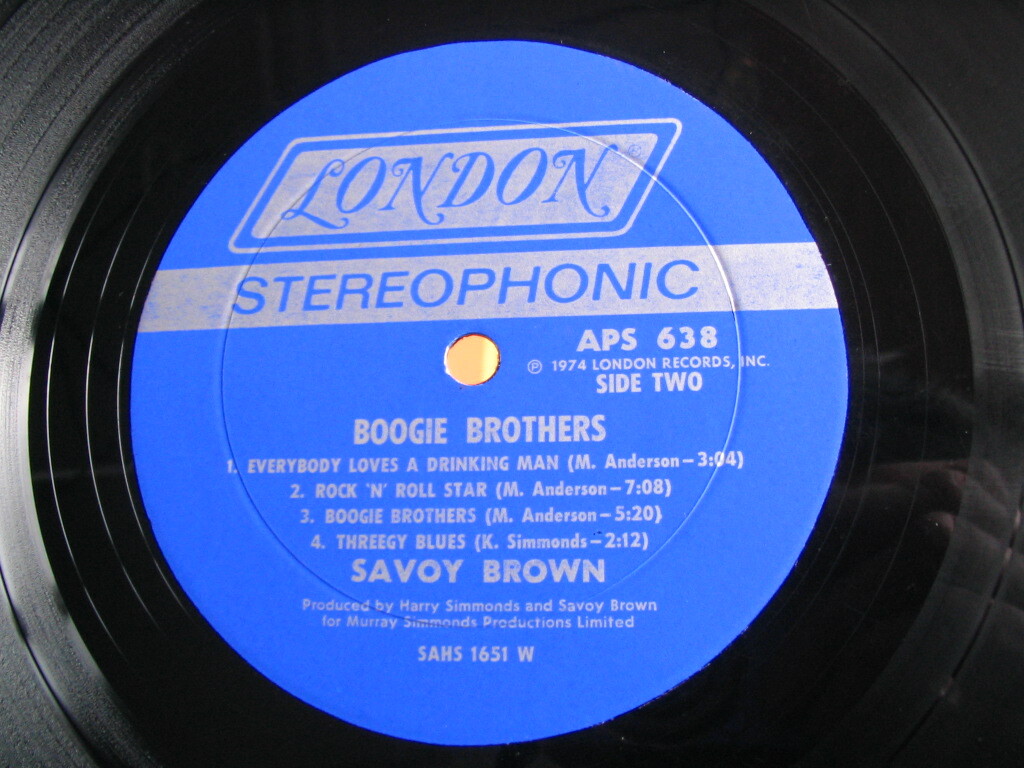 LONDON ®
STEREOPHONIC
APS 638
℗ 1974 LONDON RECORDS, INC.
SIDE TWO
BOOGIE BROTHERS
1. EVERYBODY LOVES A DRINKING MAN (M. Anderson–3:04)
2. ROCK 'N' ROLL STAR (M. Anderson–7:08)
3. BOOGIE BROTHERS (M. Anderson–5:20)
4. THREEGY BLUES (K. Simmonds–2:12)
SAVOY BROWN
Produced by Harry Simmonds and Savoy Brown
for Murray Simmonds Productions Limited
SAHS 1651 W